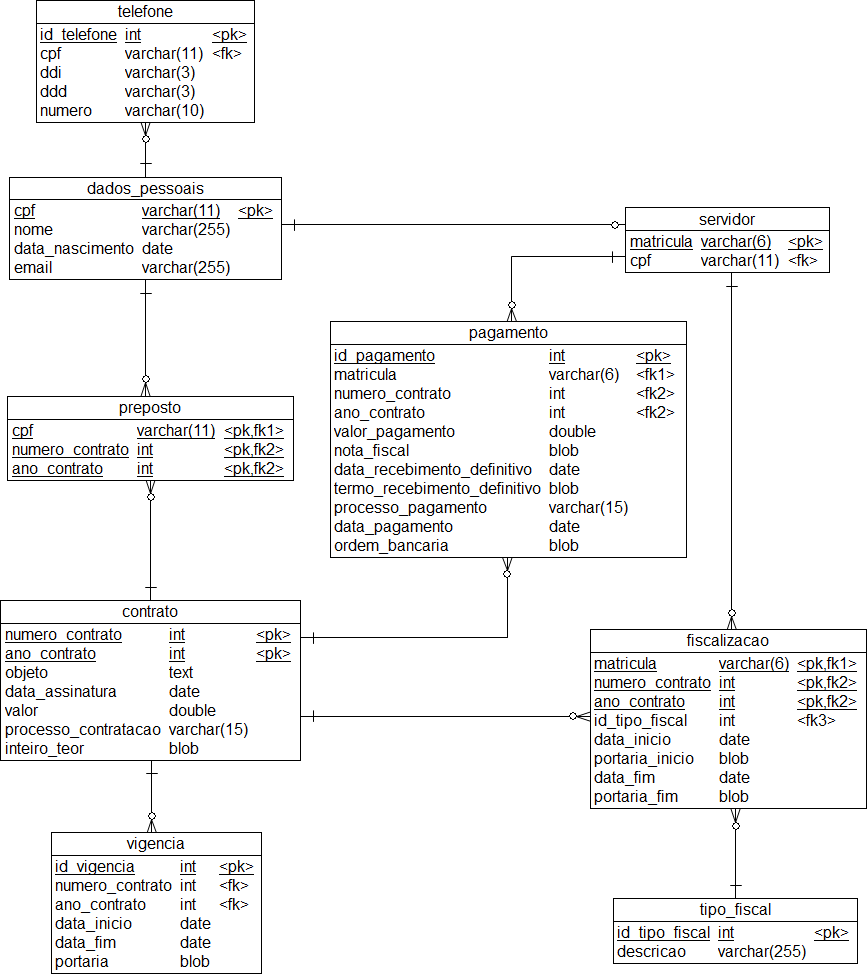 telefone
id_telefone int <pk>
cpf varchar(11) <fk>
ddi varchar(3)
ddd varchar(3)
numero varchar(10)
dados_pessoais
cpf varchar(11) <pk>
nome varchar(255)
data_nascimento date
email varchar(255)
servidor
matricula varchar(6) <pk>
cpf varchar(11) <fk>
pagamento
id_pagamento int <pk>
matricula varchar(6) <fk1>
numero_contrato int <fk2>
ano_contrato int <fk2>
valor_pagamento double
nota_fiscal blob
data_recebimento_definitivo date
termo_recebimento_definitivo blob
processo_pagamento varchar(15)
data_pagamento date
ordem_bancaria blob
preposto
cpf varchar(11) <pk,fk1>
numero_contrato int <pk,fk2>
ano_contrato int <pk,fk2>
contrato
numero_contrato int <pk>
ano_contrato int <pk>
objeto text
data_assinatura date
valor double
processo_contratacao varchar(15)
inteiro_teor blob
fiscalizacao
matricula varchar(6) <pk,fk1>
numero_contrato int <pk,fk2>
ano_contrato int <pk,fk2>
id_tipo_fiscal int <fk3>
data_inicio date
portaria_inicio blob
data_fim date
portaria_fim blob
vigencia
id_vigencia int <pk>
numero_contrato int <fk>
ano_contrato int <fk>
data_inicio date
data_fim date
portaria blob
tipo_fiscal
id_tipo_fiscal int <pk>
descricao varchar(255)